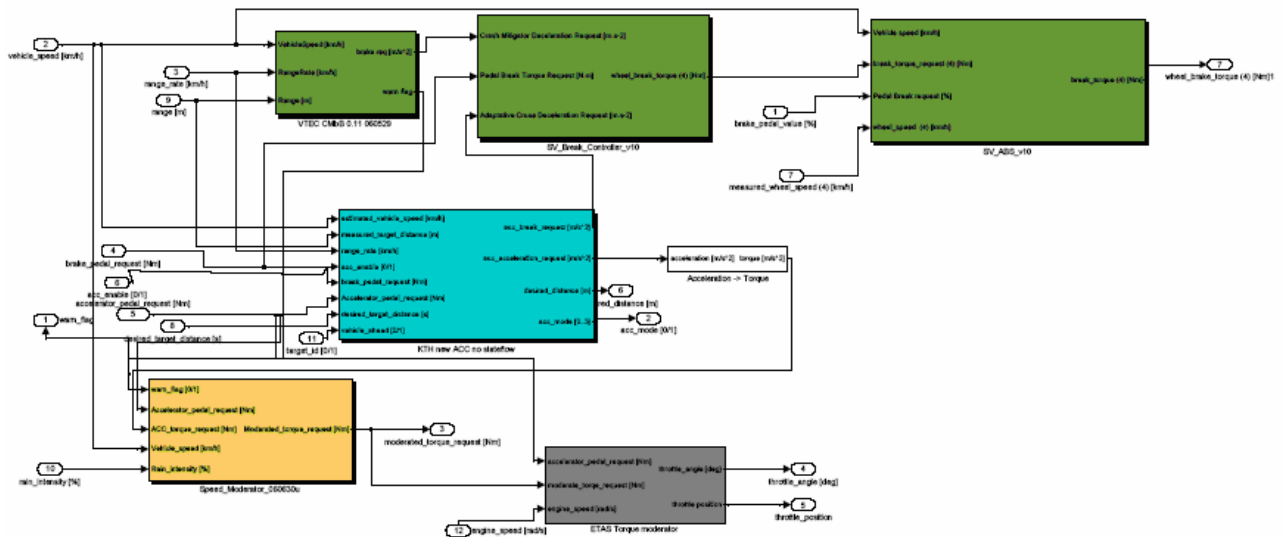 2
vehicle_speed [km/h]
3
range_rate [km/h]
9
range [m]
VehicleSpeed [km/h]
brake req [m/s^2]
RangeRate [km/h]
warn flag
Range [m]
VTEC CMbB 0.11 060529
Crash Mitigator Deceleration Request [m.s-2]
Pedal Break Torque Request [N.m]
wheel_break_torque (4) [Nm]
Adaptative Cruse Deceleration Request [m.s-2]
SV_Break_Controller_v10
Vehicle speed [km/h]
break_torque_request (4) [Nm]
break_torque (4) [Nm]
Pedal Break request [%]
wheel_speed (4) [km/h]
SV_ABS_v10
7
wheel_brake_torque (4) [Nm]1
1
brake_pedal_value [%]
7
measured_wheel_speed (4) [km/h]
estimated_vehicle_speed [km/h]
acc_break_request [m/s^2]
measured_target_distance [m]
range_rate [km/h]
acc_acceleration_request [m/s^2]
acc_enable [0/1]
break_pedal_request [Nm]
desired_distance [m]
Accelerator_pedal_request [Nm]
desired_target_distance [s]
acc_mode [0..3]
vehicle_ahead [0/1]
KTH new ACC no stateflow
4
brake_pedal_request [Nm]
6
acc_enable [0/1]
accelerator_pedal_request [Nm]
5
1
warn_flag
8
desired_target_distance [s]
11
target_id [0/1]
acceleration [m/s^2]
torque [m/s^2]
Acceleration -> Torque
6
red_distance [m]
2
acc_mode [0/1]
warn_flag [0/1]
Accelerator_pedal_request [Nm]
ACC_torque_request [Nm]
Moderated_torque_request [Nm]
Vehicle_speed [km/h]
Rain_intensity [%]
Speed_Moderator_060630u
10
rain_intensity [%]
3
moderated_torque_request [Nm]
accelerator_pedal_request [Nm]
throttle_angle [deg]
moderate_torqe_request [Nm]
engine_speed [rad/s]
throttle position
ETAS Torque moderator
12
engine_speed [rad/s]
4
throttle_angle [deg]
5
throttle_position